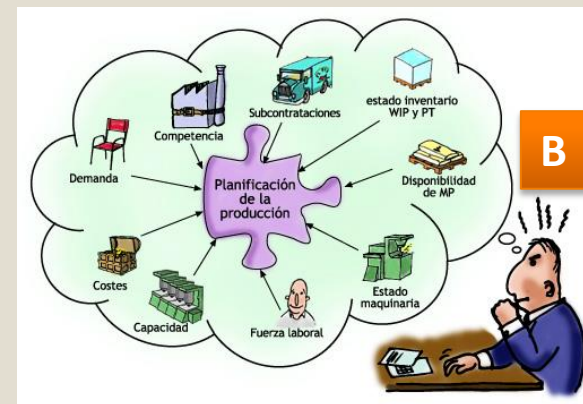 Competencia
Subcontrataciones
estado inventario
WIP y PT
Demanda
Planificación
de la
producción
Disponibilidad
de MP
B
Costes
Capacidad
Fuerza laboral
Estado
maquinaria